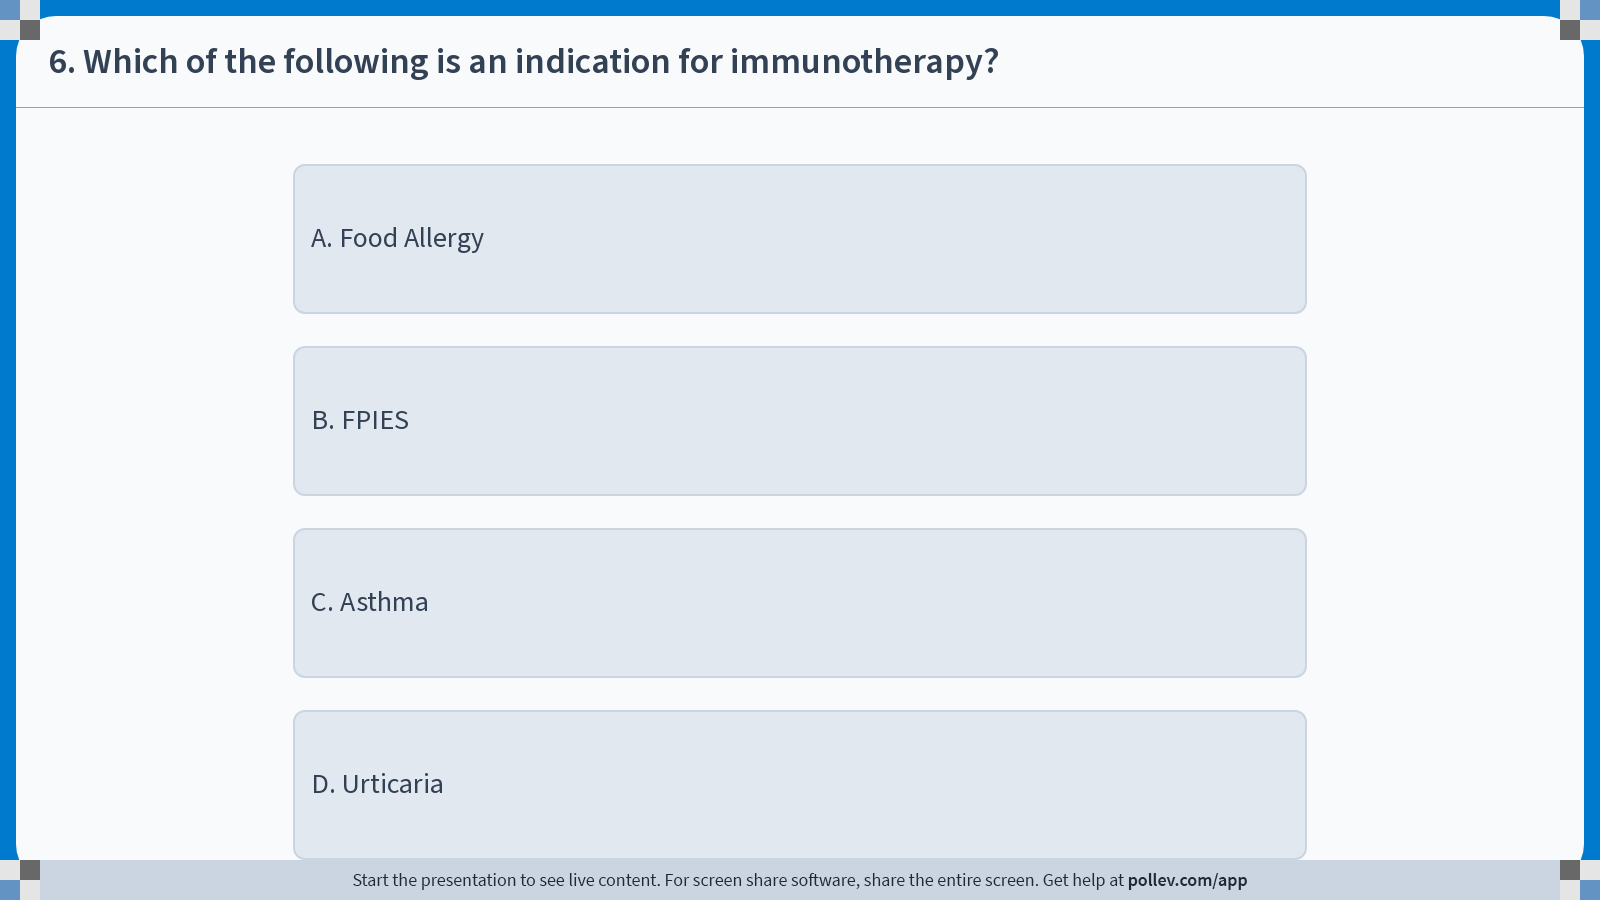 6. Which of the following is an indication for immunotherapy?
A. Food Allergy
B. FPIES
C. Asthma
D. Urticaria
Start the presentation to see live content. For screen share software, share the entire screen. Get help at pollev.com/app